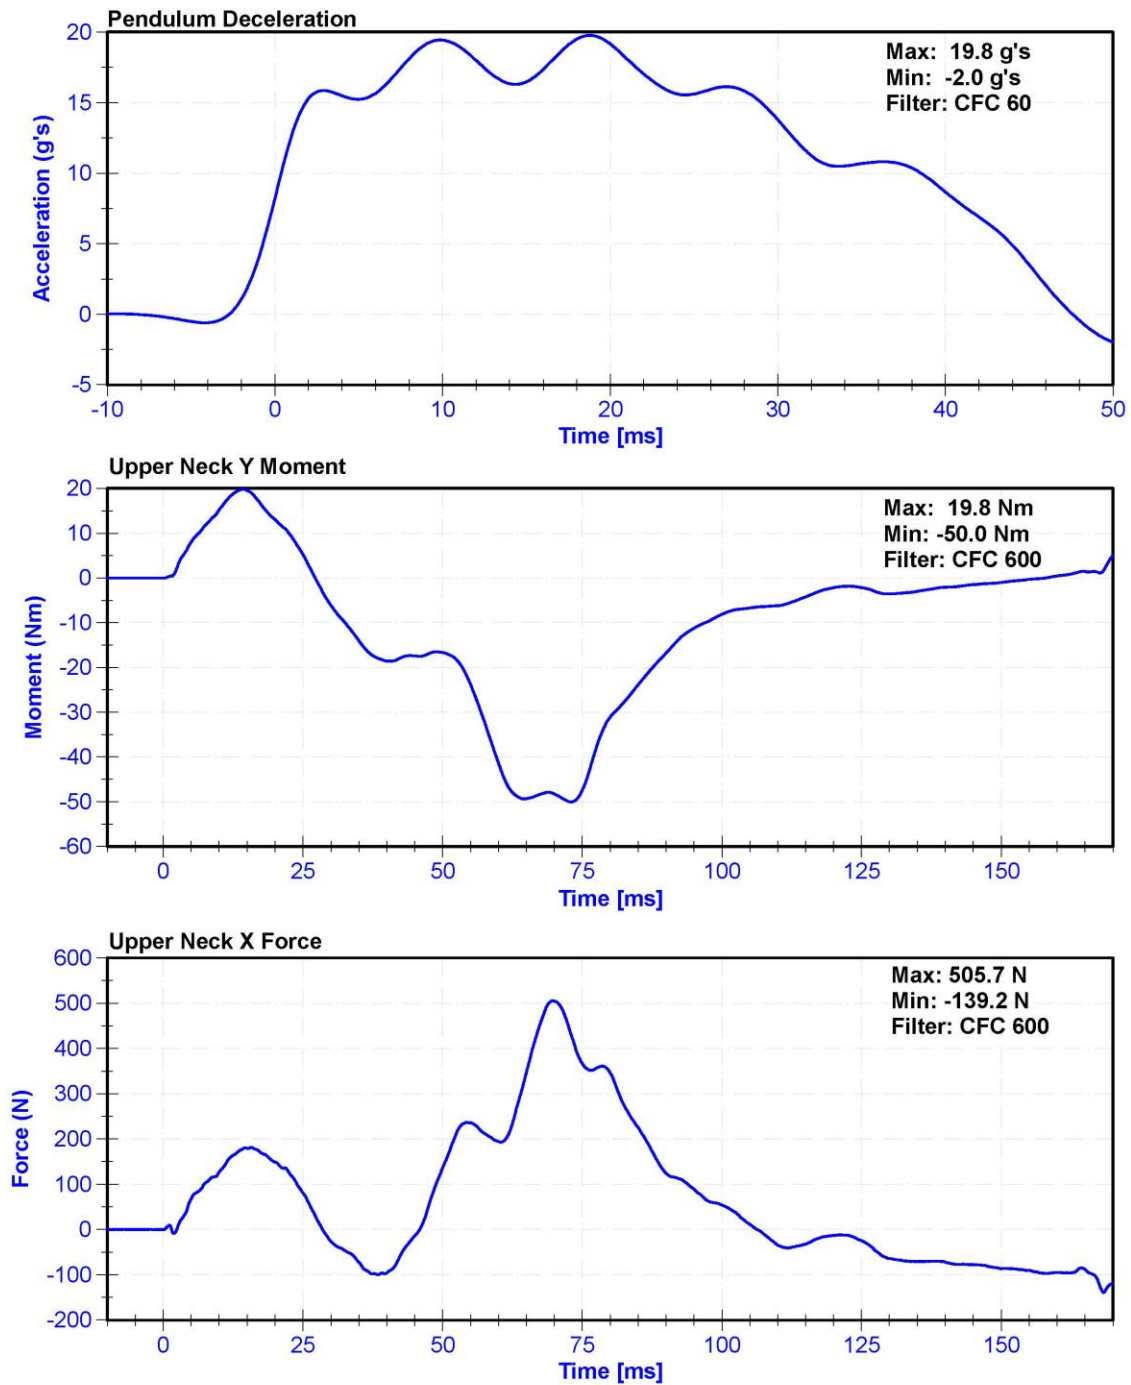 Pendulum Deceleration
Max: 19.8 g's
Min: -2.0 g's
Filter: CFC 60
Acceleration (g's)
20
15
10
5
0
-5
-10 0 10 20 30 40 50
Time [ms]
Upper Neck Y Moment
Max: 19.8 Nm
Min: -50.0 Nm
Filter: CFC 600
Moment (Nm)
20
10
0
-10
-20
-30
-40
-50
-60
0 25 50 75 100 125 150
Time [ms]
Upper Neck X Force
Max: 505.7 N
Min: -139.2 N
Filter: CFC 600
Force (N)
600
500
400
300
200
100
0
-100
-200
0 25 50 75 100 125 150
Time [ms]